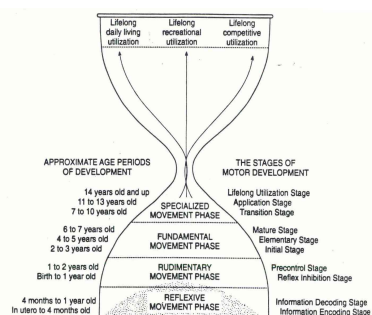 Lifelong
daily living
utilization
Lifelong
recreational
utilization
Lifelong
competitive
utilization
APPROXIMATE AGE PERIODS
OF DEVELOPMENT
THE STAGES OF
MOTOR DEVELOPMENT
14 years old and up
11 to 13 years old
7 to 10 years old
SPECIALIZED
MOVEMENT PHASE
Lifelong Utilization Stage
Application Stage
Transition Stage
6 to 7 years old
4 to 5 years old
2 to 3 years old
FUNDAMENTAL
MOVEMENT PHASE
Mature Stage
Elementary Stage
Initial Stage
1 to 2 years old
Birth to 1 year old
RUDIMENTARY
MOVEMENT PHASE
Precontrol Stage
Reflex Inhibition Stage
4 months to 1 year old
In utero to 4 months old
REFLEXIVE
MOVEMENT PHASE
Information Decoding Stage
Information Encoding Stage